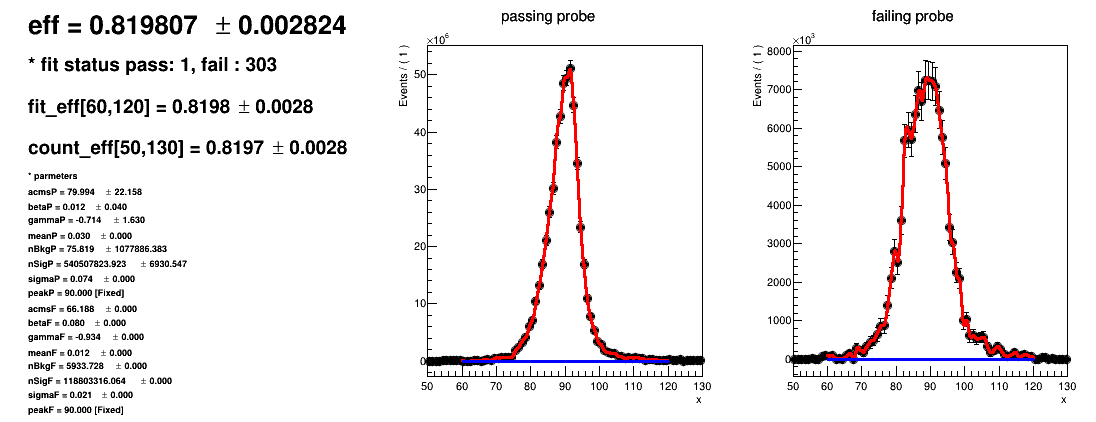 eff = 0.819807 ± 0.002824
* fit status pass: 1, fail : 303
fit_eff[60,120] = 0.8198 ± 0.0028
count_eff[50,130] = 0.8197 ± 0.0028
* parmeters
acmsP = 79.994 ± 22.158
betaP = 0.012 ± 0.040
gammaP = -0.714 ± 1.630
meanP = 0.030 ± 0.000
nBkgP = 75.819 ± 1077886.383
nSigP = 540507823.923 ± 6930.547
sigmaP = 0.074 ± 0.000
peakP = 90.000 [Fixed]
acmsF = 66.188 ± 0.000
betaF = 0.080 ± 0.000
gammaF = -0.934 ± 0.000
meanF = 0.012 ± 0.000
nBkgF = 5933.728 ± 0.000
nSigF = 118803316.064 ± 0.000
sigmaF = 0.021 ± 0.000
peakF = 90.000 [Fixed]
passing probe
×10⁶
Events / ( 1 )
50
40
30
20
10
0
50 60 70 80 90 100 110 120 130
x
failing probe
×10³
Events / ( 1 )
8000
7000
6000
5000
4000
3000
2000
1000
0
50 60 70 80 90 100 110 120 130
x